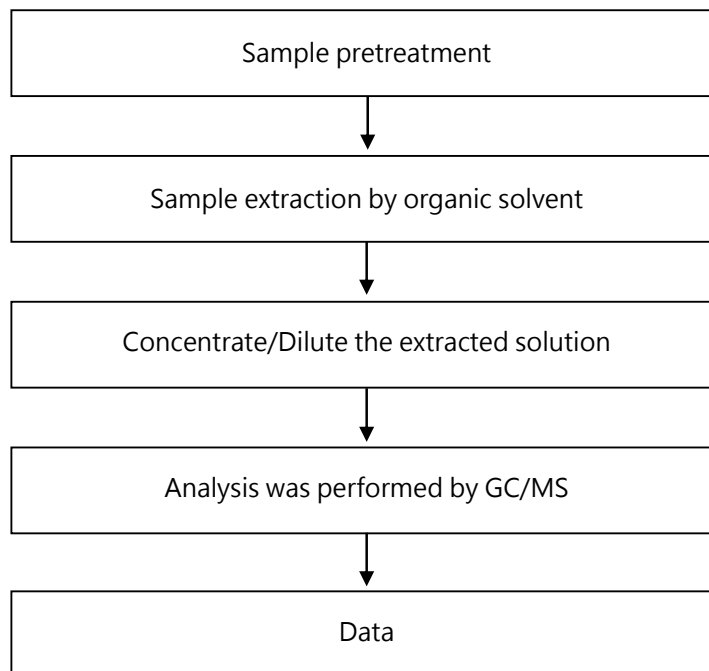 Sample pretreatment
Sample extraction by organic solvent
Concentrate/Dilute the extracted solution
Analysis was performed by GC/MS
Data